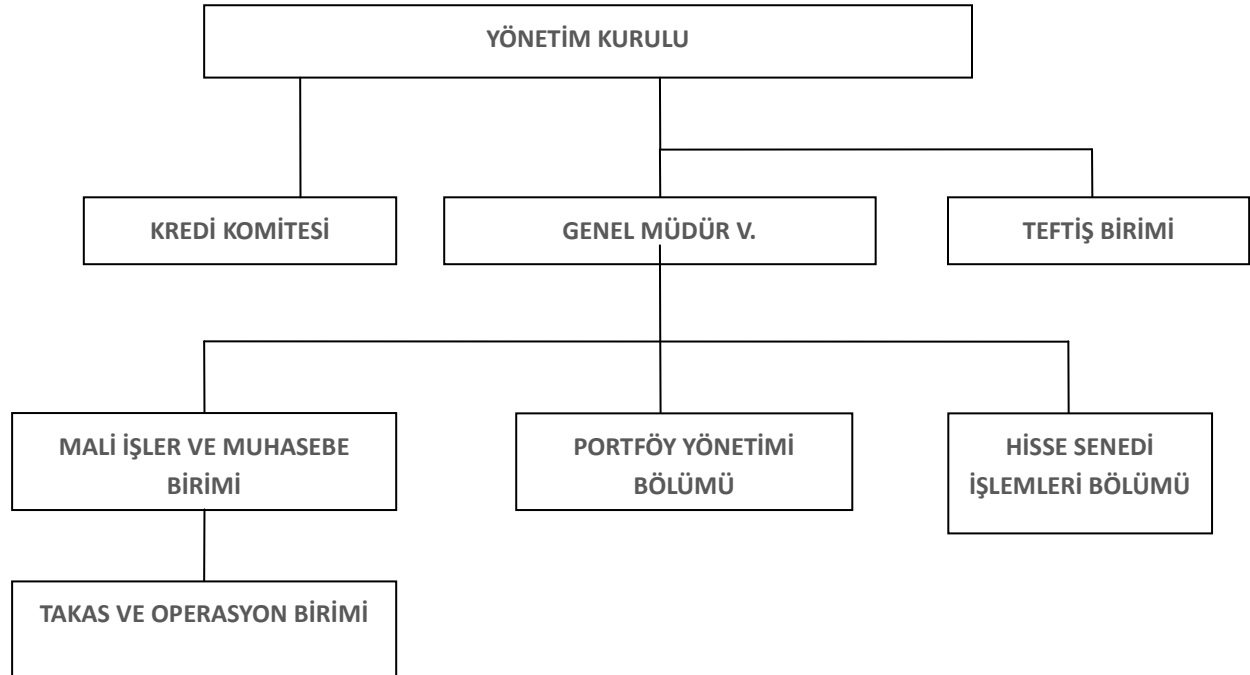 YÖNETİM KURULU
KREDİ KOMİTESİ
GENEL MÜDÜR V.
TEFTİŞ BİRİMİ
MALİ İŞLER VE MUHASEBE
BİRİMİ
PORTFÖY YÖNETİMİ
BÖLÜMÜ
HİSSE SENEDİ
İŞLEMLERİ BÖLÜMÜ
TAKAS VE OPERASYON BİRİMİ